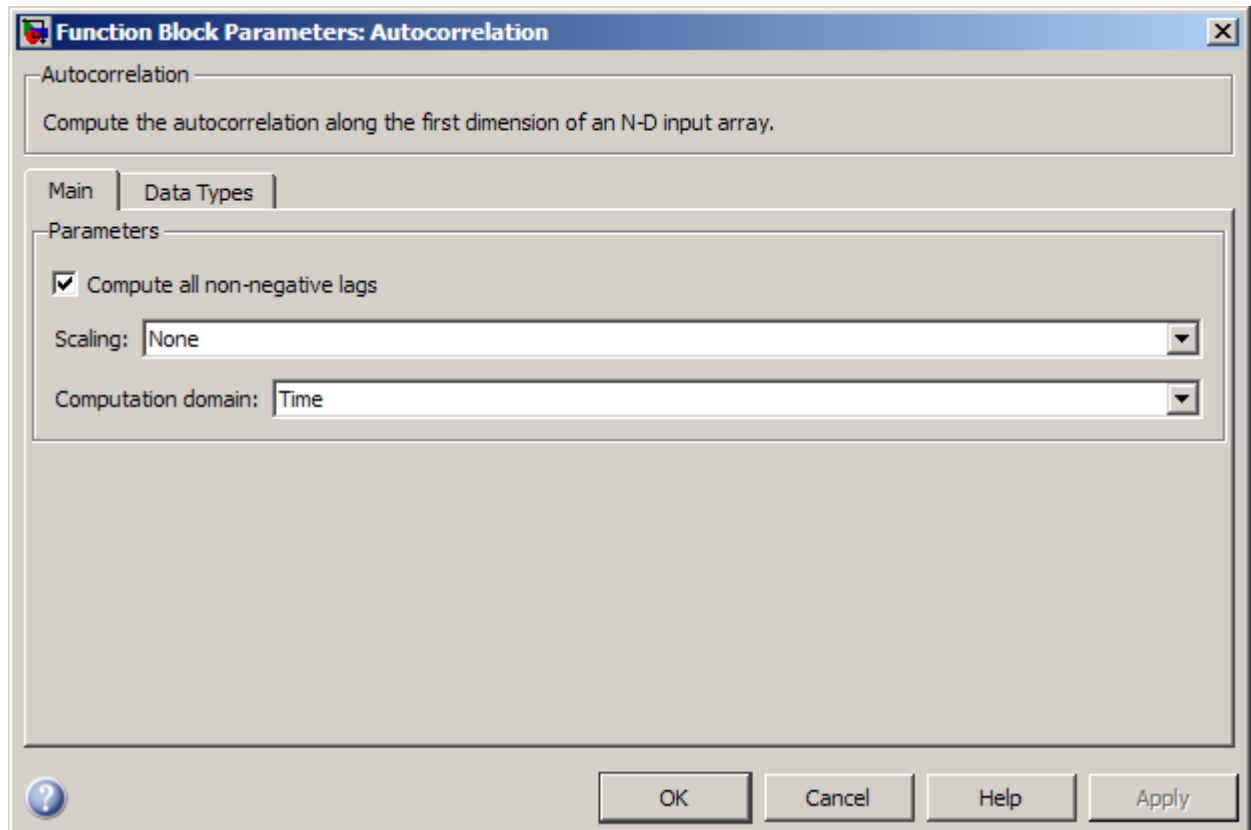 Function Block Parameters: Autocorrelation
Autocorrelation
Compute the autocorrelation along the first dimension of an N-D input array.
Main Data Types
Parameters
Compute all non-negative lags
Scaling: None
Computation domain: Time
? OK Cancel Help Apply